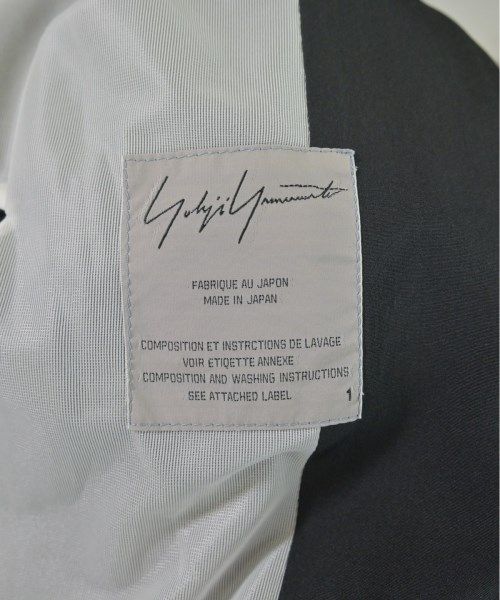 Yohji Yamamoto
FABRIQUE AU JAPON
MADE IN JAPAN
COMPOSITION ET INSTRCTIONS DE LAVAGE
VOIR ETIQETTE ANNEXE
COMPOSITION AND WASHING INSTRUCTIONS
SEE ATTACHED LABEL
1